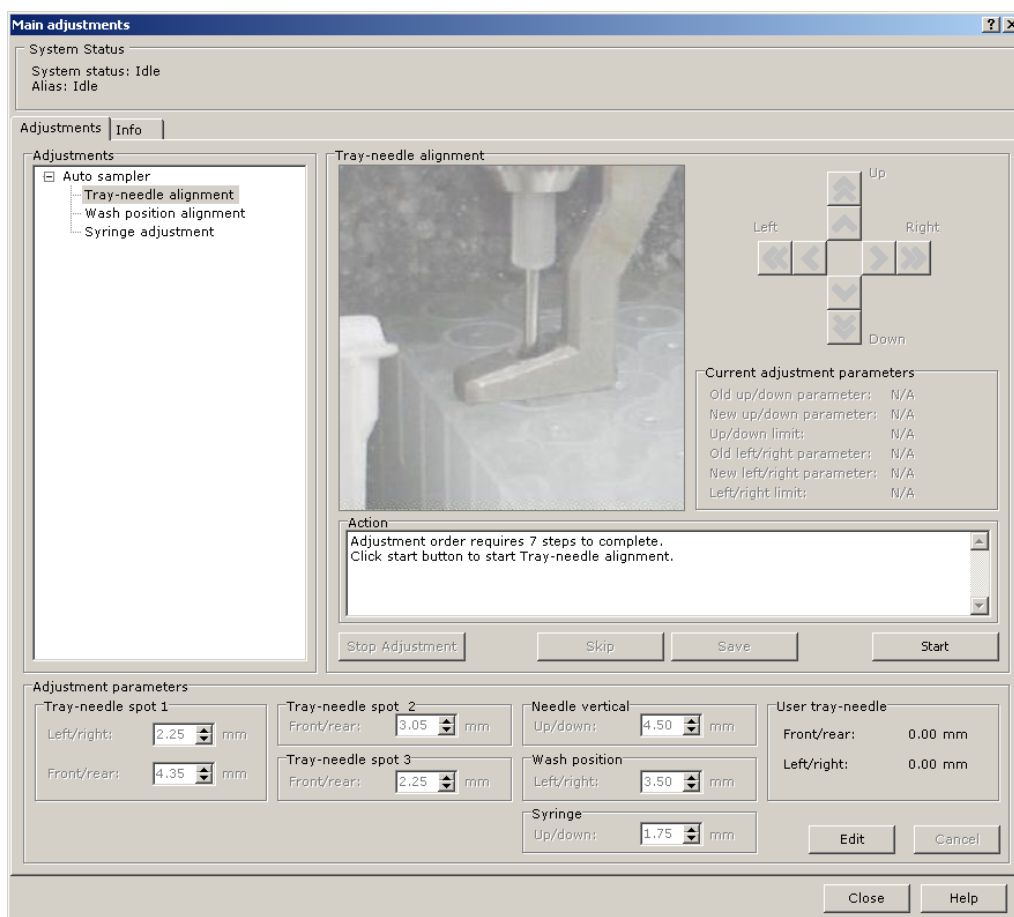 Main adjustments
System Status
System status: Idle
Alias: Idle
Adjustments
Info
Adjustments
Auto sampler
Tray-needle alignment
Wash position alignment
Syringe adjustment
Tray-needle alignment
Up
Left
Right
Down
Current adjustment parameters
Old up/down parameter: N/A
New up/down parameter: N/A
Up/down limit: N/A
Old left/right parameter: N/A
New left/right parameter: N/A
Left/right limit: N/A
Action
Adjustment order requires 7 steps to complete.
Click start button to start Tray-needle alignment.
Stop Adjustment
Skip
Save
Start
Adjustment parameters
Tray-needle spot 1
Left/right: 2.25 mm
Front/rear: 4.35 mm
Tray-needle spot 2
Front/rear: 3.05 mm
Tray-needle spot 3
Front/rear: 2.25 mm
Needle vertical
Up/down: 4.50 mm
Wash position
Left/right: 3.50 mm
Syringe
Up/down: 1.75 mm
User tray-needle
Front/rear: 0.00 mm
Left/right: 0.00 mm
Edit
Cancel
Close
Help